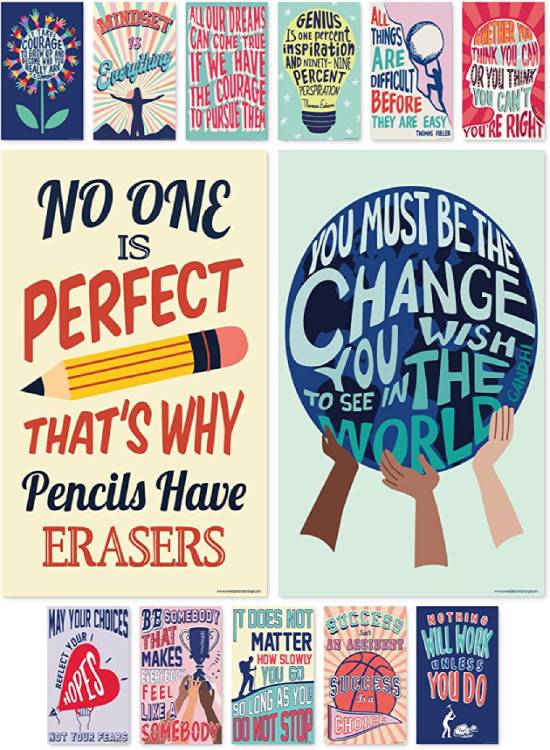 IT TAKES
COURAGE
TO GROW UP AND
BECOME WHO YOU
REALLY ARE
MINDSET
IS
Everything
ALL OUR DREAMS
CAN COME TRUE
IF WE HAVE
THE COURAGE
TO PURSUE THEM
GENIUS
IS one percent
inspiration
AND NINETY-NINE
PERCENT
PERSPIRATION
Thomas Edison
ALL
THINGS
ARE
DIFFICULT
BEFORE
THEY ARE EASY
THOMAS FULLER
WHETHER YOU
THINK YOU CAN
OR YOU THINK
YOU CAN'T
YOU'RE RIGHT
NO ONE
IS
PERFECT
THAT'S WHY
Pencils Have
ERASERS
YOU MUST BE THE
CHANGE
YOU WISH
TO SEE IN THE
WORLD
GANDHI
MAY YOUR CHOICES
REFLECT YOUR
HOPES
NOT YOUR FEARS
BE SOMEBODY
THAT
MAKES
EVERYBODY
FEEL
LIKE A
SOMEBODY
IT DOES NOT
MATTER
HOW SLOWLY
YOU GO
SO LONG AS YOU
DO NOT STOP
SUCCESS
Isn't
AN ACCIDENT
SUCCESS
Is a
CHOICE
NOTHING
WILL WORK
UNLESS
YOU DO